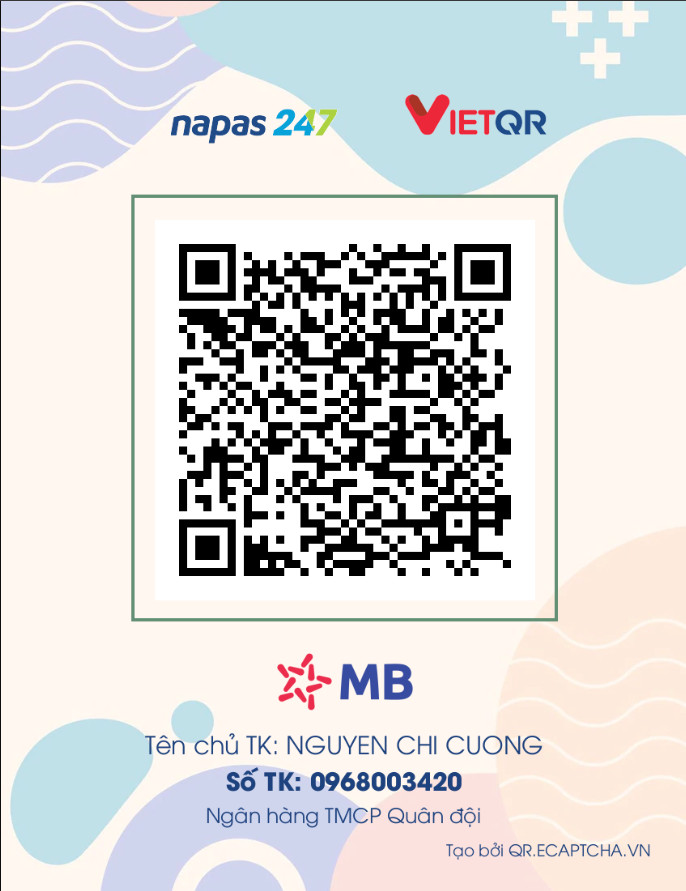 napas 247
VIETQR
MB
Tên chủ TK: NGUYEN CHI CUONG
Số TK: 0968003420
Ngân hàng TMCP Quân đội
Tạo bởi QR.ECAPTCHA.VN